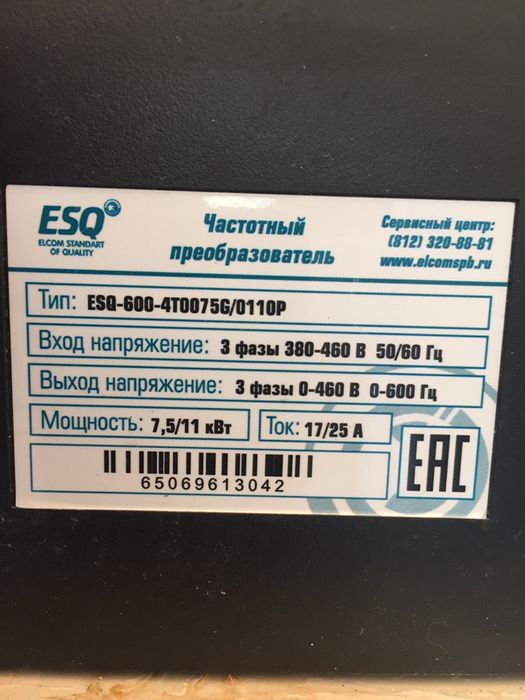 ESQ
ELCOM STANDART
OF QUALITY
Частотный
преобразователь
Сервисный центр:
(812) 320-88-81
www.elcomspb.ru
Тип: ESQ-600-4T0075G/0110P
Вход напряжение: 3 фазы 380-460 В 50/60 Гц
Выход напряжение: 3 фазы 0-460 В 0-600 Гц
Мощность: 7,5/11 кВт
Ток: 17/25 А
65069613042
EAC